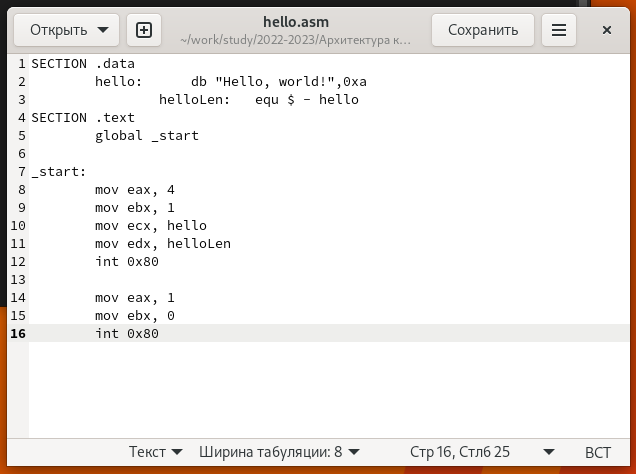 Открыть
hello.asm
~/work/study/2022-2023/Архитектура к...
Сохранить
1 SECTION .data
2 hello: db "Hello, world!",0xa
3 helloLen: equ $ - hello
4 SECTION .text
5 global _start
6
7 _start:
8 mov eax, 4
9 mov ebx, 1
10 mov ecx, hello
11 mov edx, helloLen
12 int 0x80
13
14 mov eax, 1
15 mov ebx, 0
16 int 0x80
Текст Ширина табуляции: 8 Стр 16, Стлб 25 ВСТ